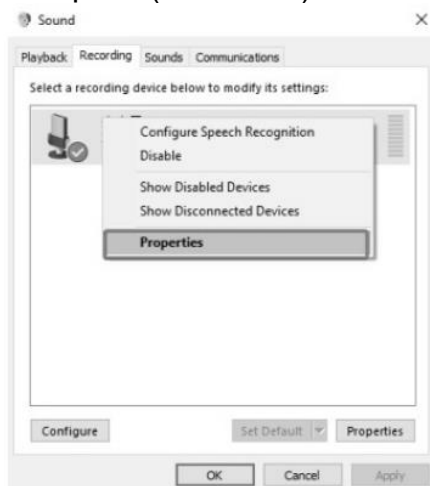 Sound
Playback Recording Sounds Communications
Select a recording device below to modify its settings:
Configure Speech Recognition
Disable
Show Disabled Devices
Show Disconnected Devices
Properties
Configure Set Default Properties
OK Cancel Apply